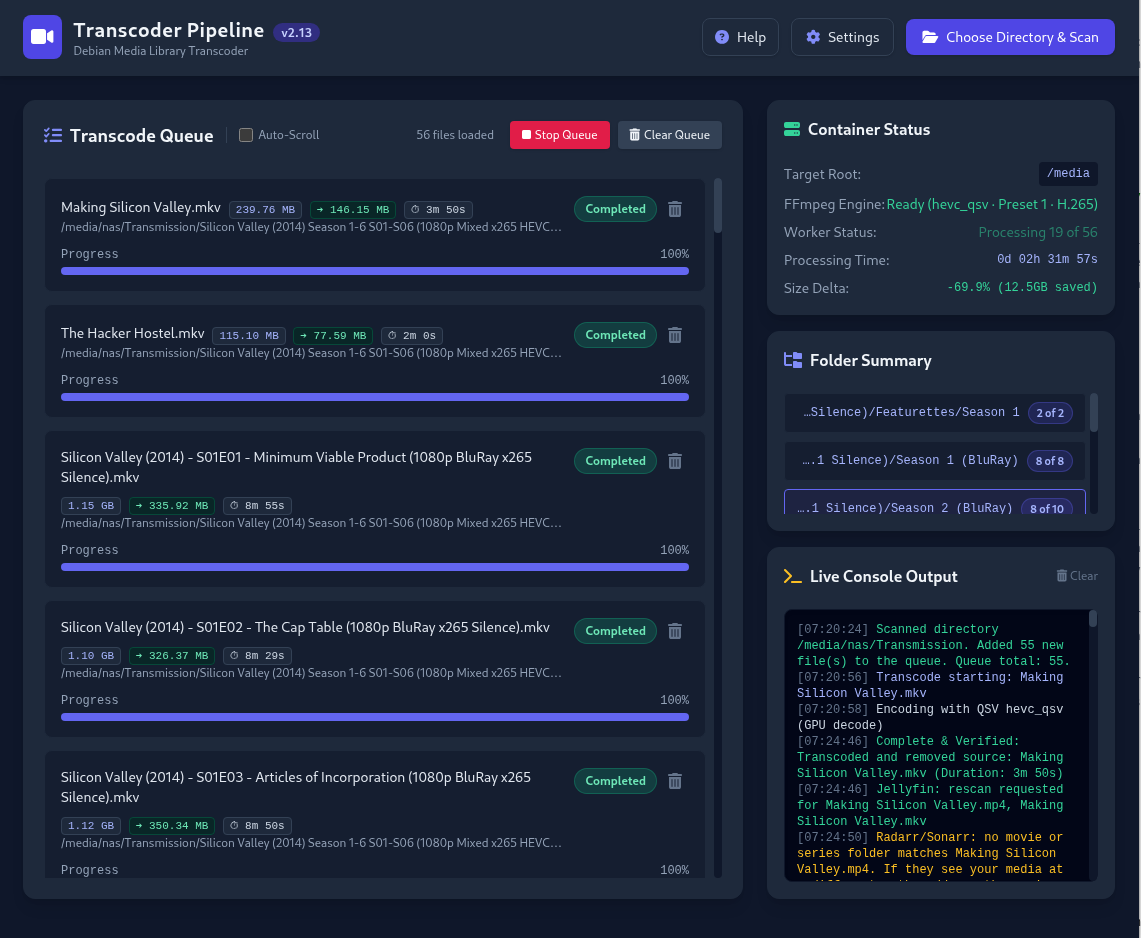 Transcoder Pipeline v2.13
Debian Media Library Transcoder
Help
Settings
Choose Directory & Scan
Transcode Queue
Auto-Scroll
56 files loaded
Stop Queue
Clear Queue
Making Silicon Valley.mkv 239.76 MB → 146.15 MB ⏱ 3m 50s
Completed
/media/nas/Transmission/Silicon Valley (2014) Season 1-6 S01-S06 (1080p Mixed x265 HEVC…
Progress 100%
The Hacker Hostel.mkv 115.10 MB → 77.59 MB ⏱ 2m 0s
Completed
/media/nas/Transmission/Silicon Valley (2014) Season 1-6 S01-S06 (1080p Mixed x265 HEVC…
Progress 100%
Silicon Valley (2014) - S01E01 - Minimum Viable Product (1080p BluRay x265
Silence).mkv
Completed
1.15 GB → 335.92 MB ⏱ 8m 55s
/media/nas/Transmission/Silicon Valley (2014) Season 1-6 S01-S06 (1080p Mixed x265 HEVC…
Progress 100%
Silicon Valley (2014) - S01E02 - The Cap Table (1080p BluRay x265 Silence).mkv
Completed
1.10 GB → 326.37 MB ⏱ 8m 29s
/media/nas/Transmission/Silicon Valley (2014) Season 1-6 S01-S06 (1080p Mixed x265 HEVC…
Progress 100%
Silicon Valley (2014) - S01E03 - Articles of Incorporation (1080p BluRay x265
Silence).mkv
Completed
1.12 GB → 350.34 MB ⏱ 8m 50s
/media/nas/Transmission/Silicon Valley (2014) Season 1-6 S01-S06 (1080p Mixed x265 HEVC…
Progress 100%
Container Status
Target Root: /media
FFmpeg Engine: Ready (hevc_qsv · Preset 1 · H.265)
Worker Status: Processing 19 of 56
Processing Time: 0d 02h 31m 57s
Size Delta: -69.9% (12.5GB saved)
Folder Summary
…Silence)/Featurettes/Season 1 2 of 2
….1 Silence)/Season 1 (BluRay) 8 of 8
….1 Silence)/Season 2 (BluRay) 8 of 10
Live Console Output
Clear
[07:20:24] Scanned directory
/media/nas/Transmission. Added 55 new
file(s) to the queue. Queue total: 55.
[07:20:56] Transcode starting: Making
Silicon Valley.mkv
[07:20:58] Encoding with QSV hevc_qsv
(GPU decode)
[07:24:46] Complete & Verified:
Transcoded and removed source: Making
Silicon Valley.mkv (Duration: 3m 50s)
[07:24:46] Jellyfin: rescan requested
for Making Silicon Valley.mp4, Making
Silicon Valley.mkv
[07:24:50] Radarr/Sonarr: no movie or
series folder matches Making Silicon
Valley.mp4. If they see your media at